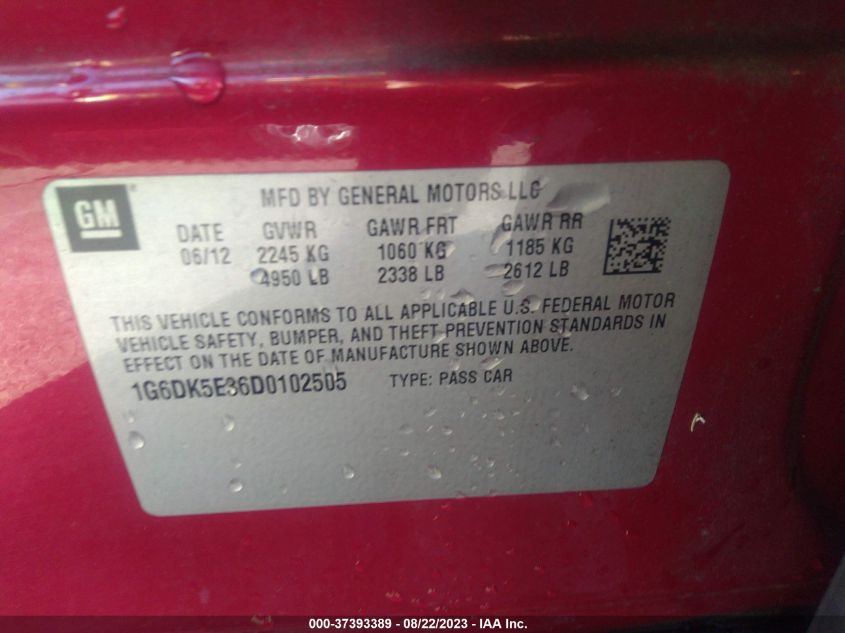 GM
MFD BY GENERAL MOTORS LLC
DATE GVWR GAWR FRT GAWR RR
06/12 2245 KG 1060 KG 1185 KG
4950 LB 2338 LB 2612 LB
THIS VEHICLE CONFORMS TO ALL APPLICABLE U.S. FEDERAL MOTOR
VEHICLE SAFETY, BUMPER, AND THEFT PREVENTION STANDARDS IN
EFFECT ON THE DATE OF MANUFACTURE SHOWN ABOVE.
1G6DK5E36D0102505 TYPE: PASS CAR
000-37393389 - 08/22/2023 - IAA Inc.